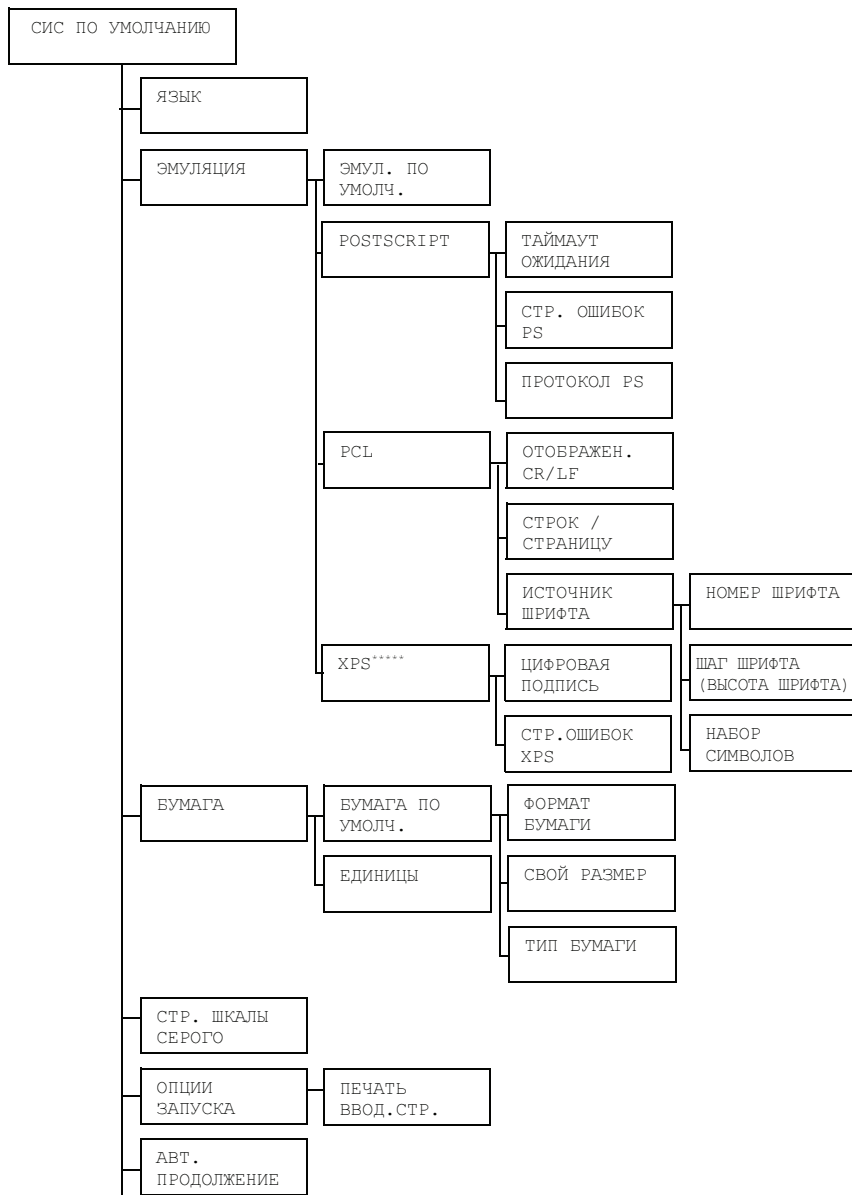 СИС ПО УМОЛЧАНИЮ
ЯЗЫК
ЭМУЛЯЦИЯ
ЭМУЛ. ПО
УМОЛЧ.
POSTSCRIPT
ТАЙМАУТ
ОЖИДАНИЯ
СТР. ОШИБОК
PS
ПРОТОКОЛ PS
PCL
ОТОБРАЖЕН.
CR/LF
СТРОК /
СТРАНИЦУ
ИСТОЧНИК
ШРИФТА
НОМЕР ШРИФТА
ШАГ ШРИФТА
(ВЫСОТА ШРИФТА)
НАБОР
СИМВОЛОВ
XPS*****
ЦИФРОВАЯ
ПОДПИСЬ
СТР.ОШИБОК
XPS
БУМАГА
БУМАГА ПО
УМОЛЧ.
ФОРМАТ
БУМАГИ
СВОЙ РАЗМЕР
ТИП БУМАГИ
ЕДИНИЦЫ
СТР. ШКАЛЫ
СЕРОГО
ОПЦИИ
ЗАПУСКА
ПЕЧАТЬ
ВВОД.СТР.
АВТ.
ПРОДОЛЖЕНИЕ